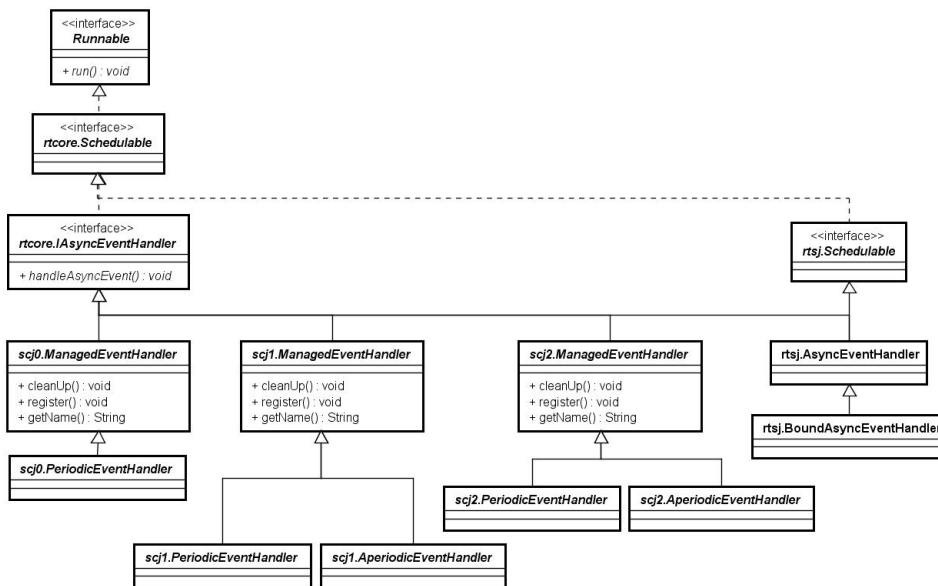 <<interface>>
Runnable
+ run() : void
<<interface>>
rtcore.Schedulable
<<interface>>
rtcore.IAsyncEventHandler
+ handleAsyncEvent() : void
<<interface>>
rtsj.Schedulable
scj0.ManagedEventHandler
+ cleanUp() : void
+ register() : void
+ getName() : String
scj1.ManagedEventHandler
+ cleanUp() : void
+ register() : void
+ getName() : String
scj2.ManagedEventHandler
+ cleanUp() : void
+ register() : void
+ getName() : String
rtsj.AsyncEventHandler
rtsj.BoundAsyncEventHandler
scj0.PeriodicEventHandler
scj2.PeriodicEventHandler
scj2.AperiodicEventHandler
scj1.PeriodicEventHandler
scj1.AperiodicEventHandler